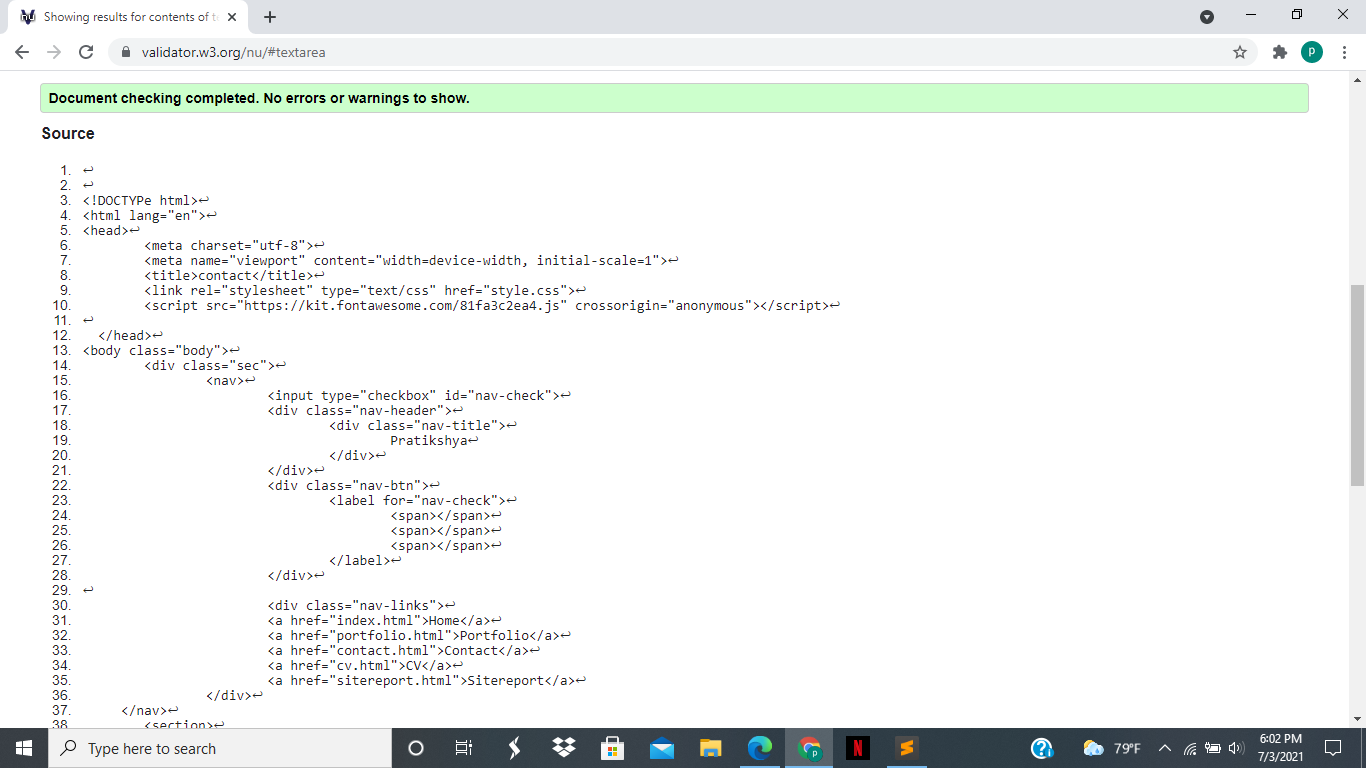 Showing results for contents of t
validator.w3.org/nu/#textarea
P
Document checking completed. No errors or warnings to show.
Source
1. ↩
2. ↩
3. <!DOCTYPe html>↩
4. <html lang="en">↩
5. <head>↩
6. <meta charset="utf-8">↩
7. <meta name="viewport" content="width=device-width, initial-scale=1">↩
8. <title>contact</title>↩
9. <link rel="stylesheet" type="text/css" href="style.css">↩
10. <script src="https://kit.fontawesome.com/81fa3c2ea4.js" crossorigin="anonymous"></script>↩
11. ↩
12. </head>↩
13. <body class="body">↩
14. <div class="sec">↩
15. <nav>↩
16. <input type="checkbox" id="nav-check">↩
17. <div class="nav-header">↩
18. <div class="nav-title">↩
19. Pratikshya↩
20. </div>↩
21. </div>↩
22. <div class="nav-btn">↩
23. <label for="nav-check">↩
24. <span></span>↩
25. <span></span>↩
26. <span></span>↩
27. </label>↩
28. </div>↩
29. ↩
30. <div class="nav-links">↩
31. <a href="index.html">Home</a>↩
32. <a href="portfolio.html">Portfolio</a>↩
33. <a href="contact.html">Contact</a>↩
34. <a href="cv.html">CV</a>↩
35. <a href="sitereport.html">Sitereport</a>↩
36. </div>↩
37. </nav>↩
38. <section>↩
Type here to search
79°F
6:02 PM
7/3/2021